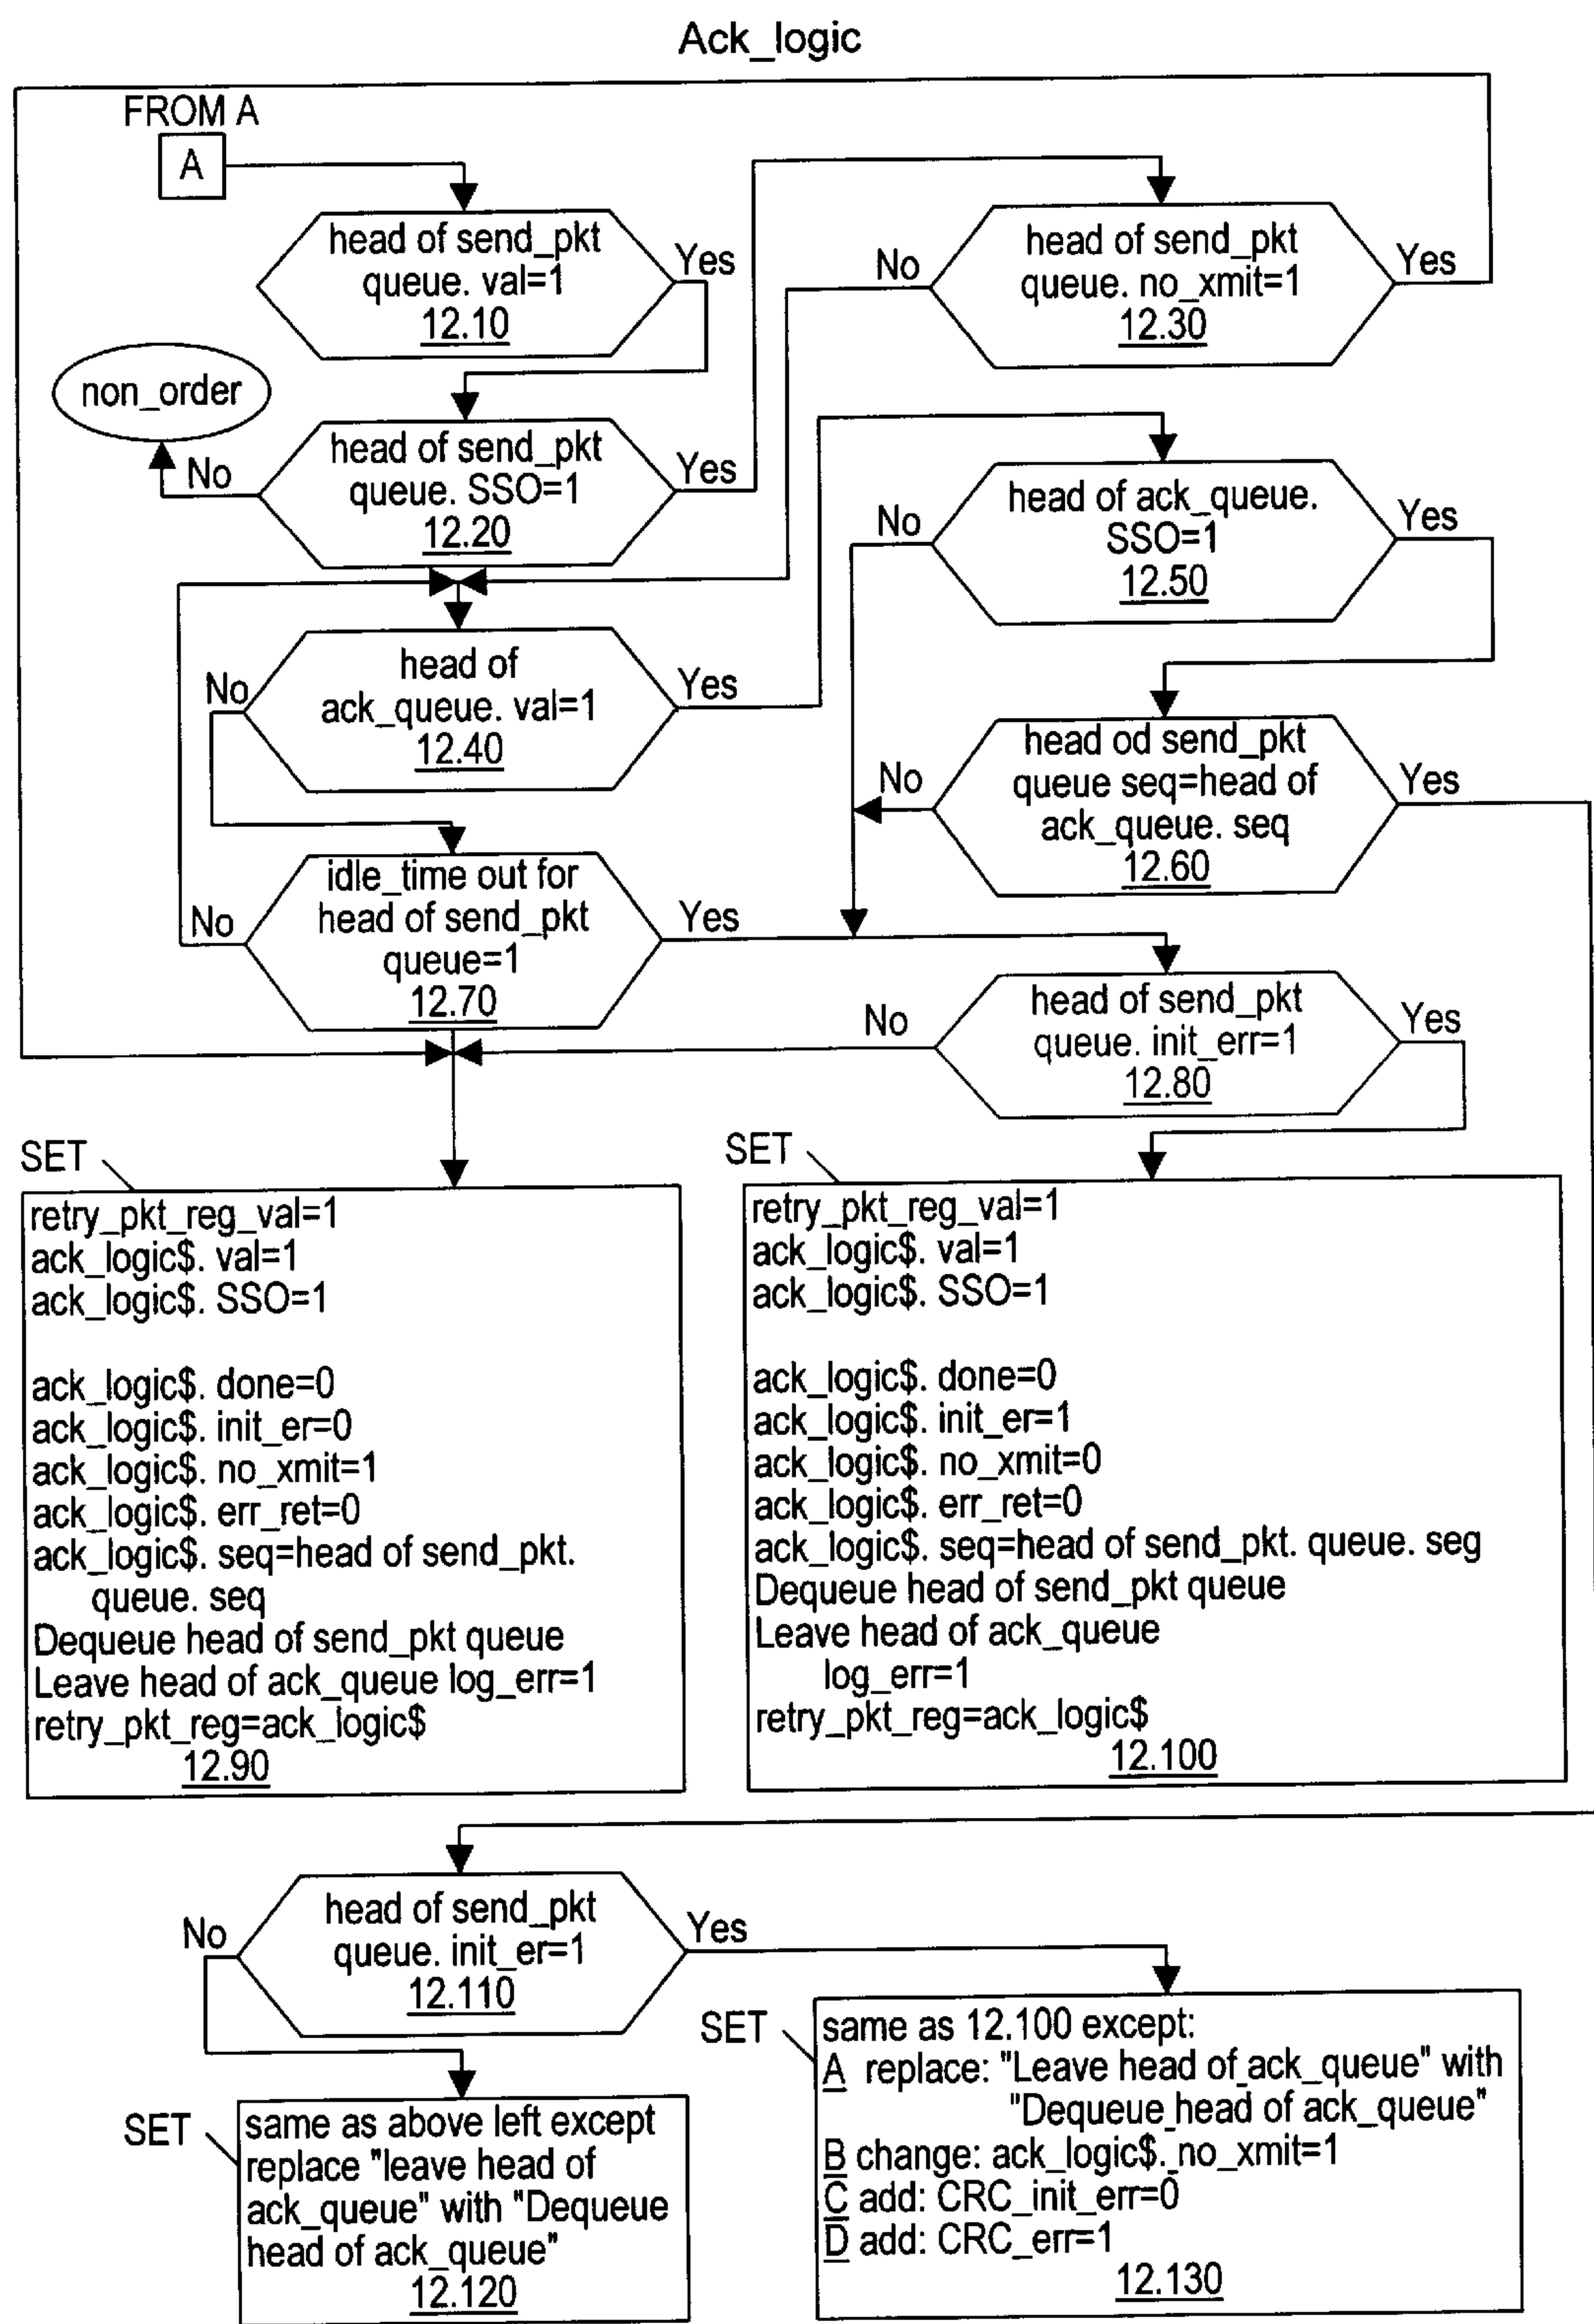 Ack_logic
FROM A
A
head of send_pkt
queue. val=1
12.10
Yes
head of send_pkt
queue. no_xmit=1
12.30
No
Yes
non_order
head of send_pkt
queue. SSO=1
12.20
No
Yes
head of ack_queue.
SSO=1
12.50
No
Yes
head of
ack_queue. val=1
12.40
No
Yes
head od send_pkt
queue seq=head of
ack_queue. seq
12.60
No
Yes
idle_time out for
head of send_pkt
queue=1
12.70
No
Yes
head of send_pkt
queue. init_err=1
12.80
No
Yes
SET
retry_pkt_reg_val=1
ack_logic$. val=1
ack_logic$. SSO=1
ack_logic$. done=0
ack_logic$. init_er=0
ack_logic$. no_xmit=1
ack_logic$. err_ret=0
ack_logic$. seq=head of send_pkt.
queue. seq
Dequeue head of send_pkt queue
Leave head of ack_queue log_err=1
retry_pkt_reg=ack_logic$
12.90
SET
retry_pkt_reg_val=1
ack_logic$. val=1
ack_logic$. SSO=1
ack_logic$. done=0
ack_logic$. init_er=1
ack_logic$. no_xmit=0
ack_logic$. err_ret=0
ack_logic$. seq=head of send_pkt. queue. seg
Dequeue head of send_pkt queue
Leave head of ack_queue
log_err=1
retry_pkt_reg=ack_logic$
12.100
head of send_pkt
queue. init_er=1
12.110
No
Yes
SET
same as above left except
replace "leave head of
ack_queue" with "Dequeue
head of ack_queue"
12.120
SET
same as 12.100 except:
A replace: "Leave head of ack_queue" with
"Dequeue head of ack_queue"
B change: ack_logic$. no_xmit=1
C add: CRC_init_err=0
D add: CRC_err=1
12.130